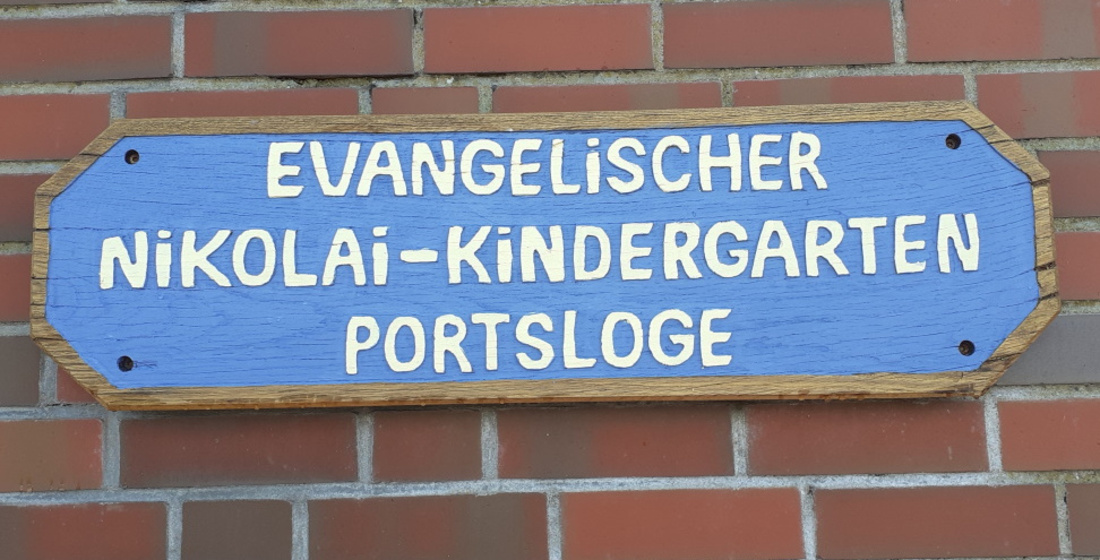 EVANGELiSCHER
NiKOLAi-KiNDERGARTEN
PORTSLOGE